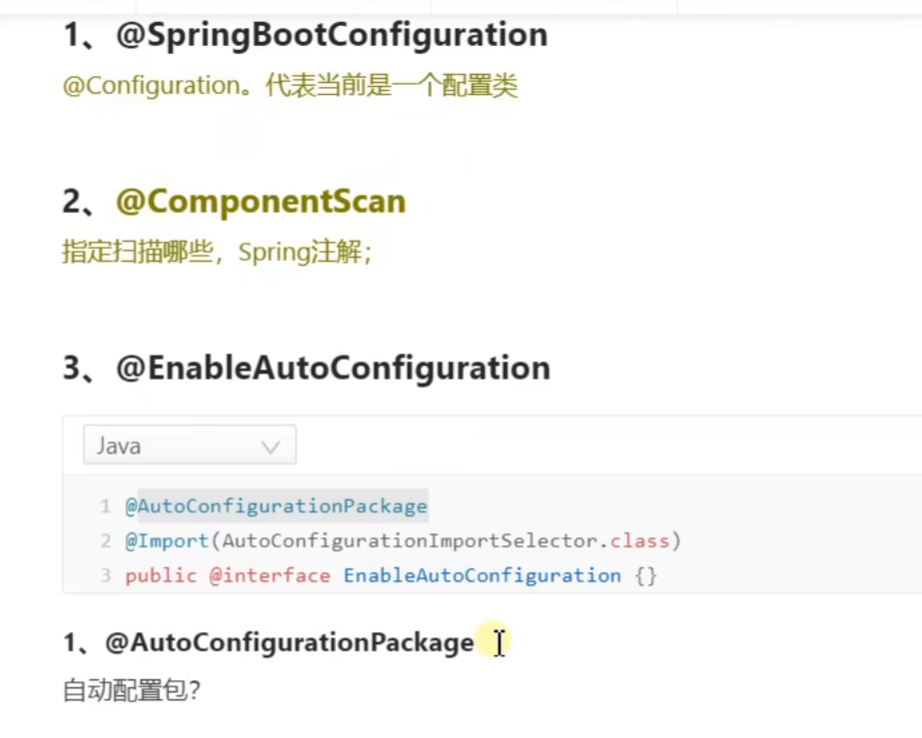 1、@SpringBootConfiguration
@Configuration。代表当前是一个配置类
2、@ComponentScan
指定扫描哪些，Spring注解；
3、@EnableAutoConfiguration
Java
1 @AutoConfigurationPackage
2 @Import(AutoConfigurationImportSelector.class)
3 public @interface EnableAutoConfiguration {}
1、@AutoConfigurationPackage
自动配置包？